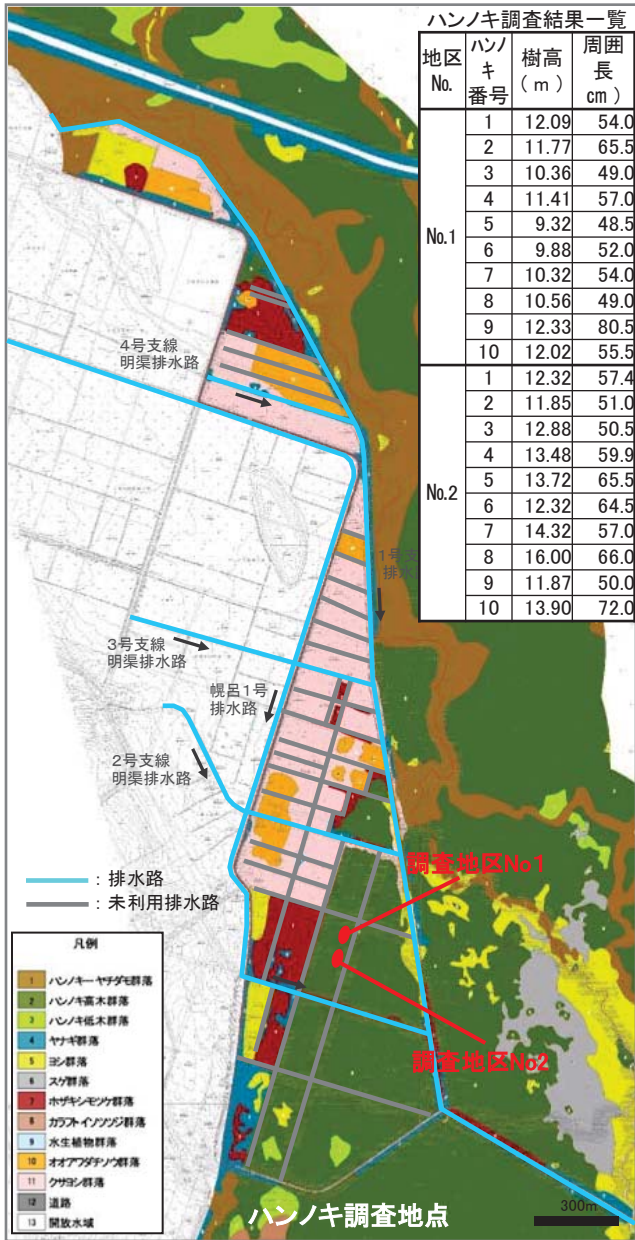 ハンノキ調査結果一覧
地区No. ハンノキ番号 樹高(m) 周囲長cm)
No.1
1 12.09 54.0
2 11.77 65.5
3 10.36 49.0
4 11.41 57.0
5 9.32 48.5
6 9.88 52.0
7 10.32 54.0
8 10.56 49.0
9 12.33 80.5
10 12.02 55.5
No.2
1 12.32 57.4
2 11.85 51.0
3 12.88 50.5
4 13.48 59.9
5 13.72 65.5
6 12.32 64.5
7 14.32 57.0
8 16.00 66.0
9 11.87 50.0
10 13.90 72.0
4号支線
明渠排水路
1号支
排水
3号支線
明渠排水路
幌呂1号
排水路
2号支線
明渠排水路
調査地区No1
調査地区No2
:排水路
:未利用排水路
凡例
1 ハンノキーヤチダモ群落
2 ハンノキ高木群落
3 ハンノキ低木群落
4 ヤナギ群落
5 ヨシ群落
6 スゲ群落
7 ホザキシモツケ群落
8 カラフトイソツツジ群落
9 水生植物群落
10 オオアワダチソウ群落
11 クサヨシ群落
12 道路
13 開放水域
ハンノキ調査地点
300m